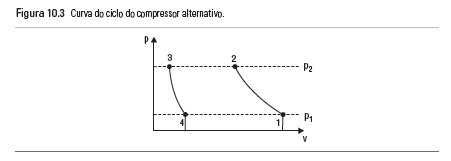 Figura 10.3 Curva do ciclo do compressor alternativo.
p
3
2
p2
4
1
p1
v